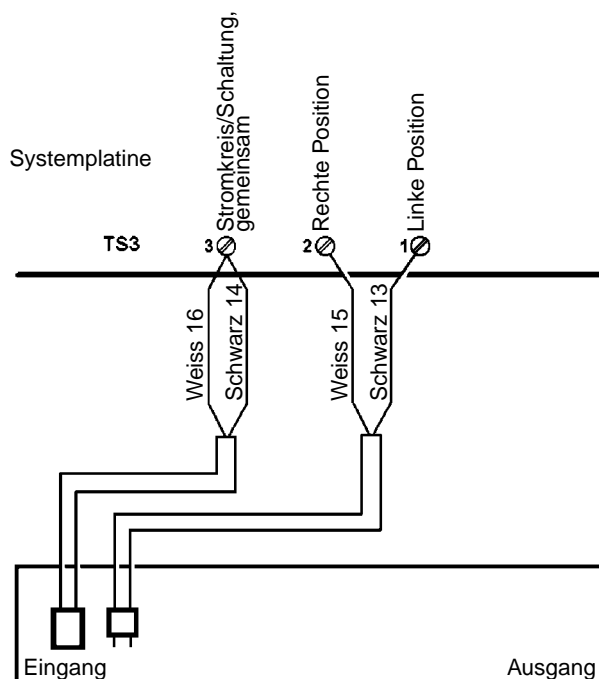 Stromkreis/Schaltung,
gemeinsam
Rechte Position
Linke Position
Systemplatine
TS3
3
2
1
Weiss 16
Schwarz 14
Weiss 15
Schwarz 13
Eingang
Ausgang